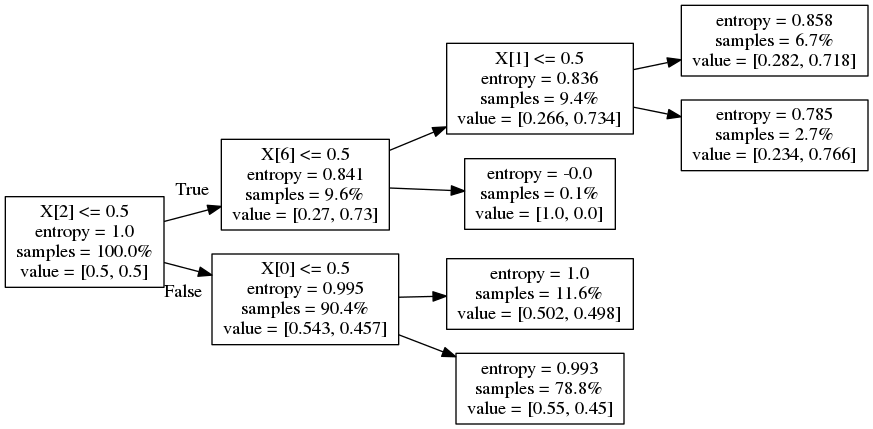 X[2] <= 0.5
entropy = 1.0
samples = 100.0%
value = [0.5, 0.5]
True
False
X[6] <= 0.5
entropy = 0.841
samples = 9.6%
value = [0.27, 0.73]
X[0] <= 0.5
entropy = 0.995
samples = 90.4%
value = [0.543, 0.457]
X[1] <= 0.5
entropy = 0.836
samples = 9.4%
value = [0.266, 0.734]
entropy = -0.0
samples = 0.1%
value = [1.0, 0.0]
entropy = 1.0
samples = 11.6%
value = [0.502, 0.498]
entropy = 0.993
samples = 78.8%
value = [0.55, 0.45]
entropy = 0.858
samples = 6.7%
value = [0.282, 0.718]
entropy = 0.785
samples = 2.7%
value = [0.234, 0.766]